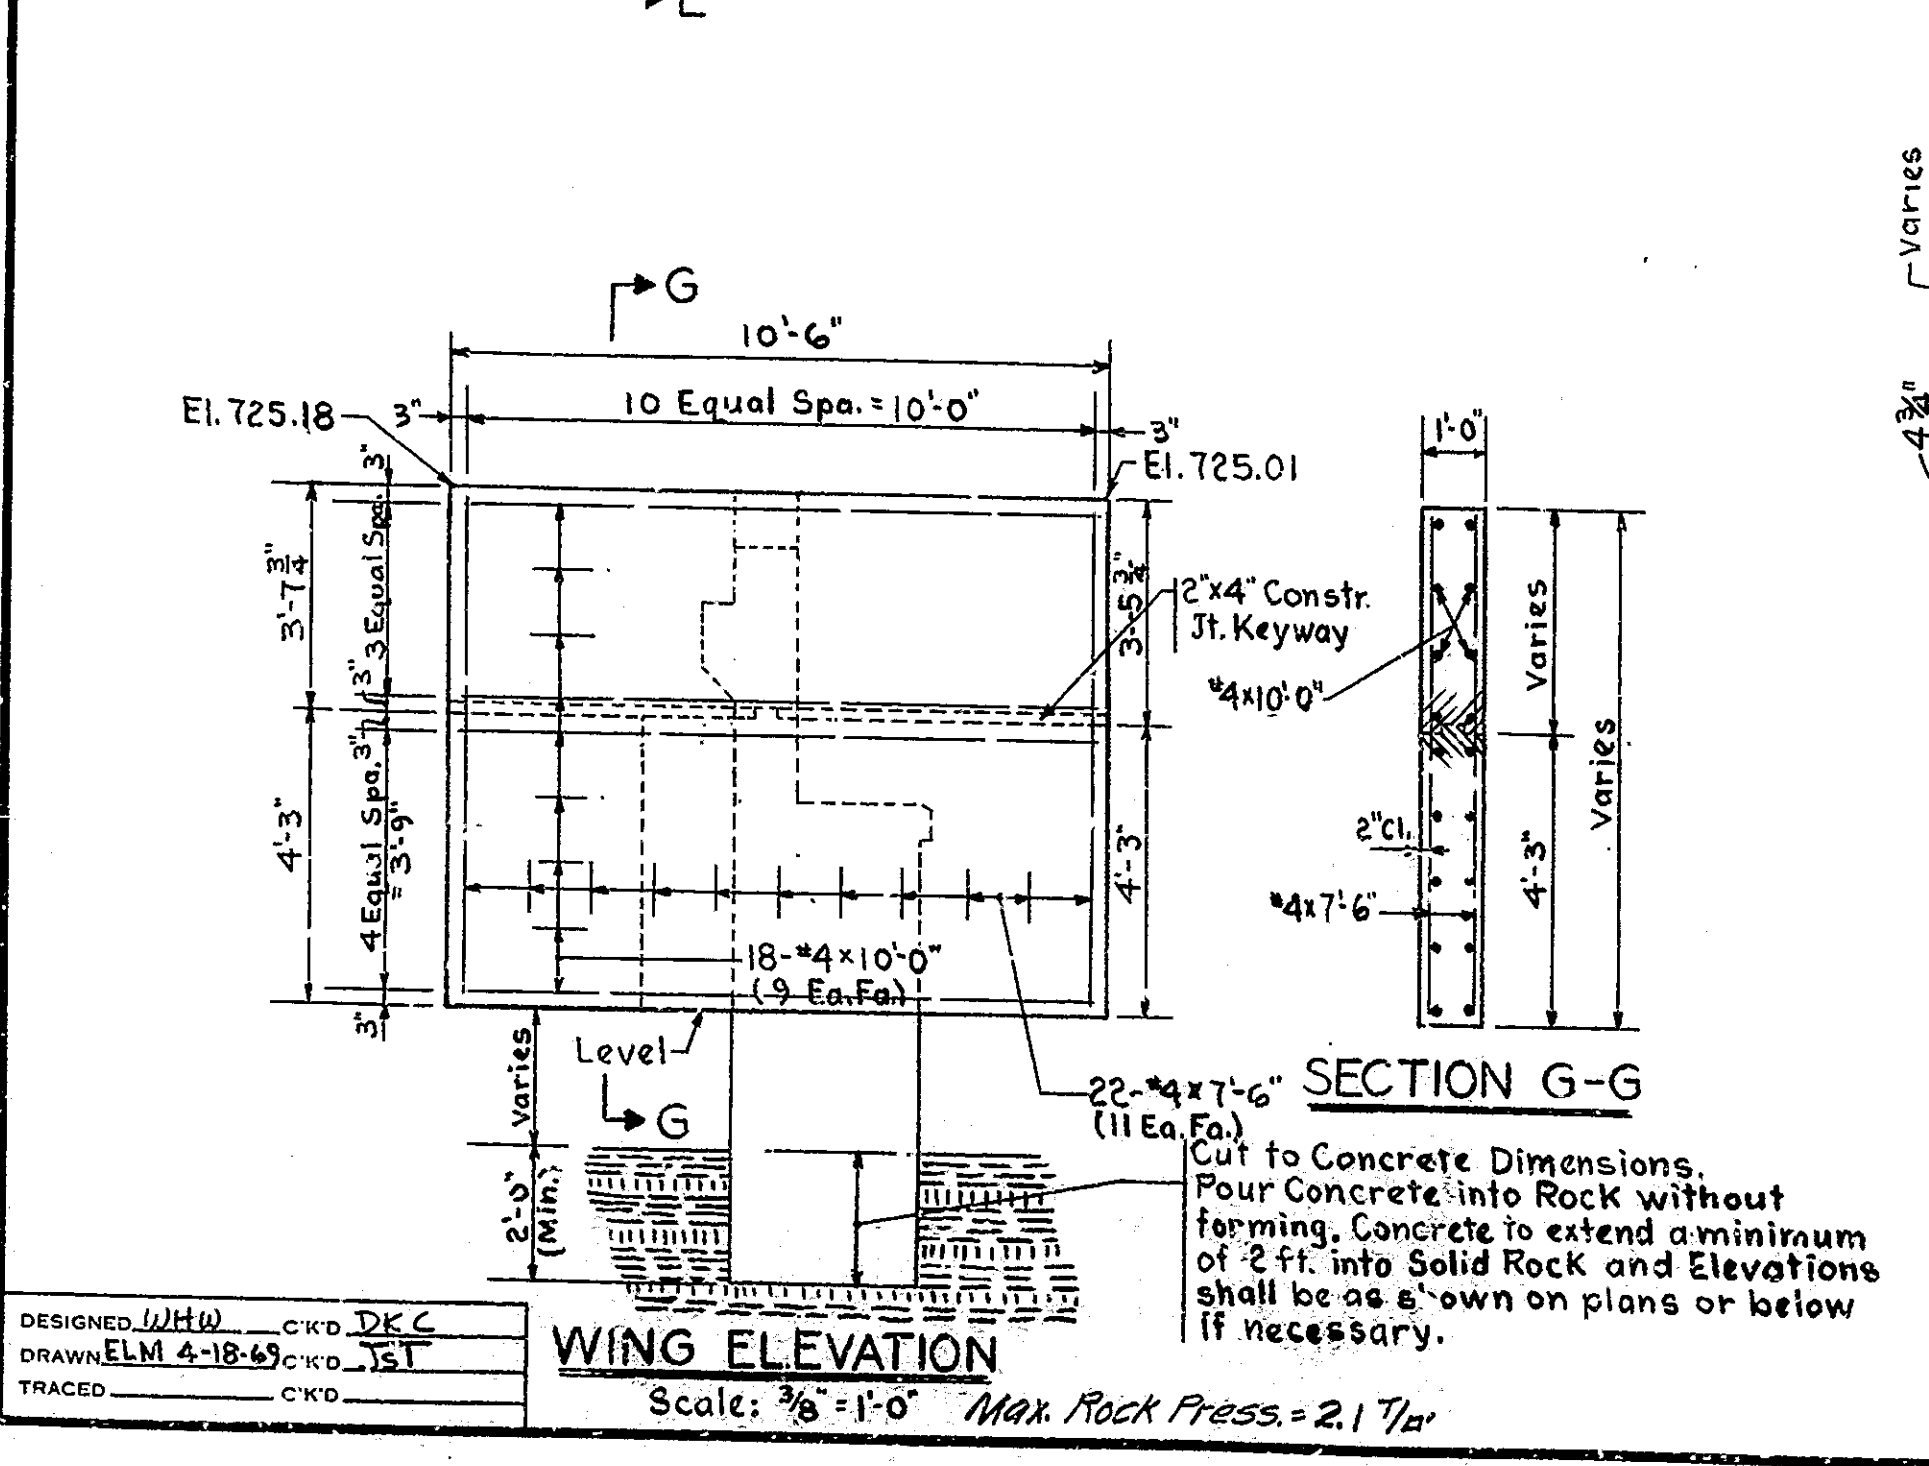 L
Varies
4 3/4"
G
10'-6"
10 Equal Spa. = 10'-0"
El. 725.18
3"
3"
El. 725.01
3"
3 Equal Spa.
3'-7 3/4"
3"
3"
4 Equal Spa.
= 3'-9"
4'-3"
3"
3'-5 3/4"
4'-3"
2"x4" Constr.
Jt. Keyway
18-#4x10'-0"
(9 Ea. Fa.)
Level
G
Varies
2'-0"
(Min.)
22-#4x7'-6"
(11 Ea. Fa.)
1'-0"
#4x10'-0"
Varies
Varies
2"Cl.
4'-3"
#4x7'-6"
SECTION G-G
Cut to Concrete Dimensions.
Pour Concrete into Rock without
forming. Concrete to extend a minimum
of 2 ft. into Solid Rock and Elevations
shall be as s'own on plans or below
if necessary.
WING ELEVATION
Scale: 3/8" = 1'-0"
Max. Rock Press. = 2.1 T/□'
DESIGNED WHW C'K'D DKC
DRAWN ELM 4-18-69 C'K'D JST
TRACED C'K'D